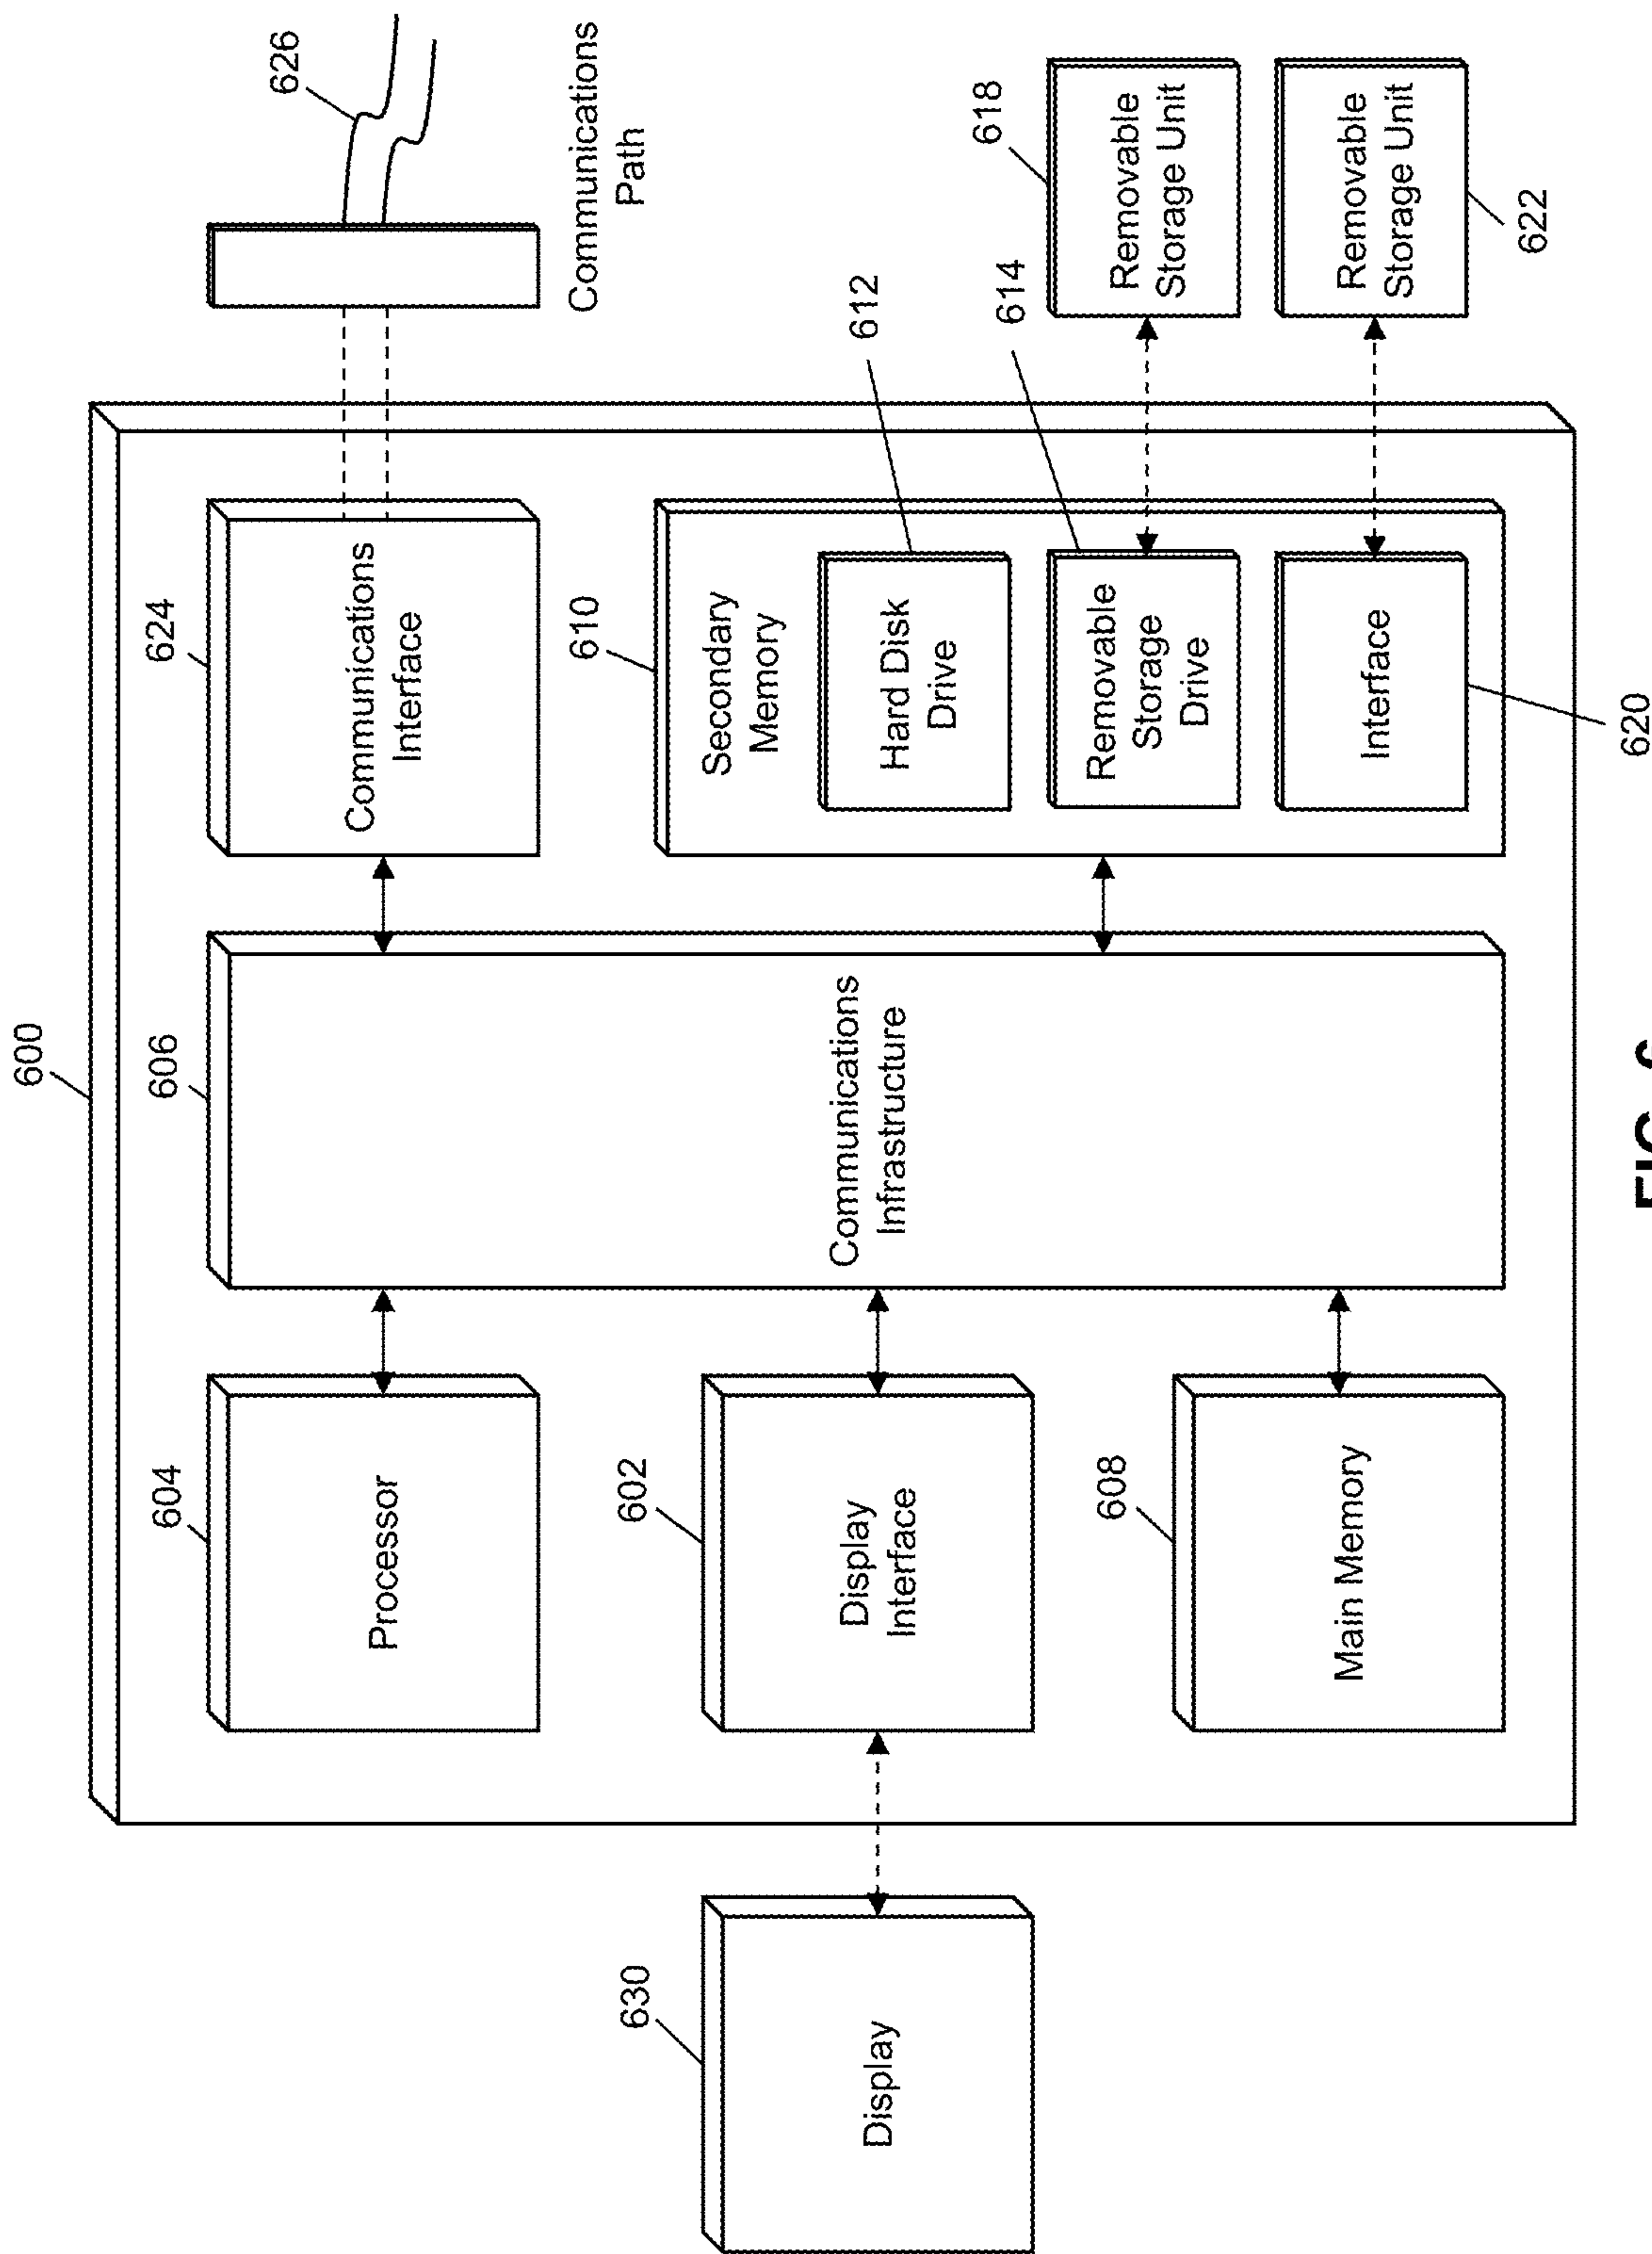 600
604
Processor
630
Display
602
Display
Interface
608
Main Memory
606
Communications
Infrastructure
624
Communications
Interface
626
Communications
Path
610
Secondary
Memory
612
Hard Disk
Drive
614
Removable
Storage
Drive
618
Removable
Storage Unit
620
Interface
622
Removable
Storage Unit
FIG.